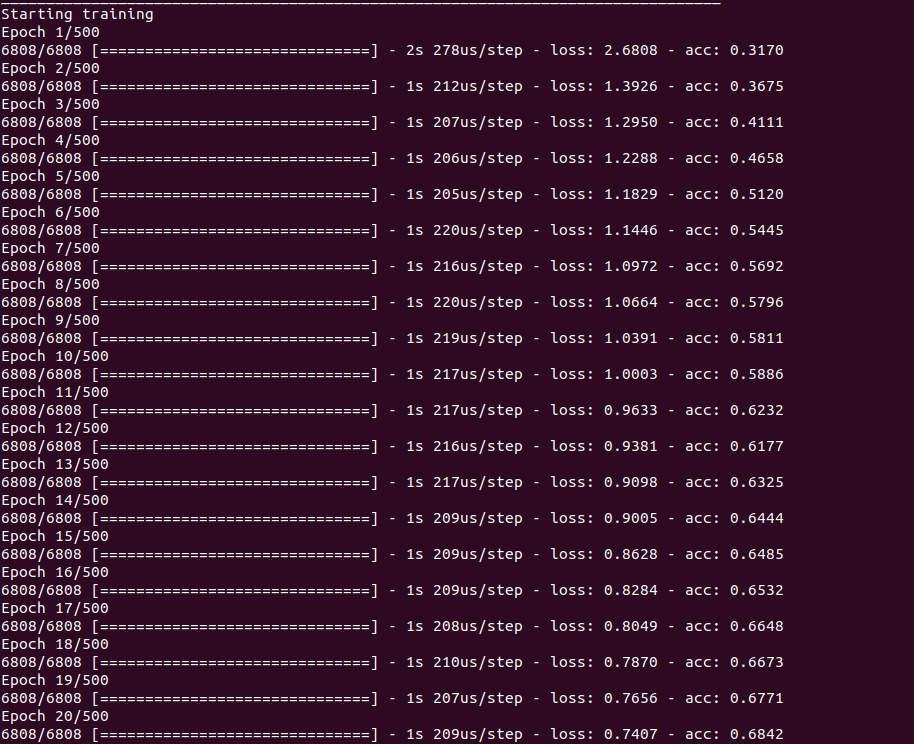 Starting training
Epoch 1/500
6808/6808 [==============================] - 2s 278us/step - loss: 2.6808 - acc: 0.3170
Epoch 2/500
6808/6808 [==============================] - 1s 212us/step - loss: 1.3926 - acc: 0.3675
Epoch 3/500
6808/6808 [==============================] - 1s 207us/step - loss: 1.2950 - acc: 0.4111
Epoch 4/500
6808/6808 [==============================] - 1s 206us/step - loss: 1.2288 - acc: 0.4658
Epoch 5/500
6808/6808 [==============================] - 1s 205us/step - loss: 1.1829 - acc: 0.5120
Epoch 6/500
6808/6808 [==============================] - 1s 220us/step - loss: 1.1446 - acc: 0.5445
Epoch 7/500
6808/6808 [==============================] - 1s 216us/step - loss: 1.0972 - acc: 0.5692
Epoch 8/500
6808/6808 [==============================] - 1s 220us/step - loss: 1.0664 - acc: 0.5796
Epoch 9/500
6808/6808 [==============================] - 1s 219us/step - loss: 1.0391 - acc: 0.5811
Epoch 10/500
6808/6808 [==============================] - 1s 217us/step - loss: 1.0003 - acc: 0.5886
Epoch 11/500
6808/6808 [==============================] - 1s 217us/step - loss: 0.9633 - acc: 0.6232
Epoch 12/500
6808/6808 [==============================] - 1s 216us/step - loss: 0.9381 - acc: 0.6177
Epoch 13/500
6808/6808 [==============================] - 1s 217us/step - loss: 0.9098 - acc: 0.6325
Epoch 14/500
6808/6808 [==============================] - 1s 209us/step - loss: 0.9005 - acc: 0.6444
Epoch 15/500
6808/6808 [==============================] - 1s 209us/step - loss: 0.8628 - acc: 0.6485
Epoch 16/500
6808/6808 [==============================] - 1s 209us/step - loss: 0.8284 - acc: 0.6532
Epoch 17/500
6808/6808 [==============================] - 1s 208us/step - loss: 0.8049 - acc: 0.6648
Epoch 18/500
6808/6808 [==============================] - 1s 210us/step - loss: 0.7870 - acc: 0.6673
Epoch 19/500
6808/6808 [==============================] - 1s 207us/step - loss: 0.7656 - acc: 0.6771
Epoch 20/500
6808/6808 [==============================] - 1s 209us/step - loss: 0.7407 - acc: 0.6842